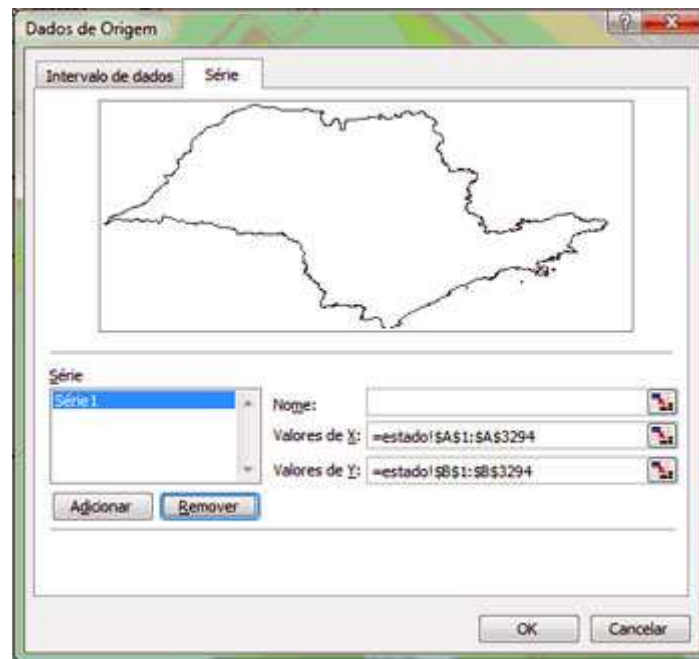 Dados de Origem
Intervalo de dados
Série
Série
Série1
Nome:
Valores de X: =estado!$A$1:$A$3294
Valores de Y: =estado!$B$1:$B$3294
Adicionar
Remover
OK
Cancelar